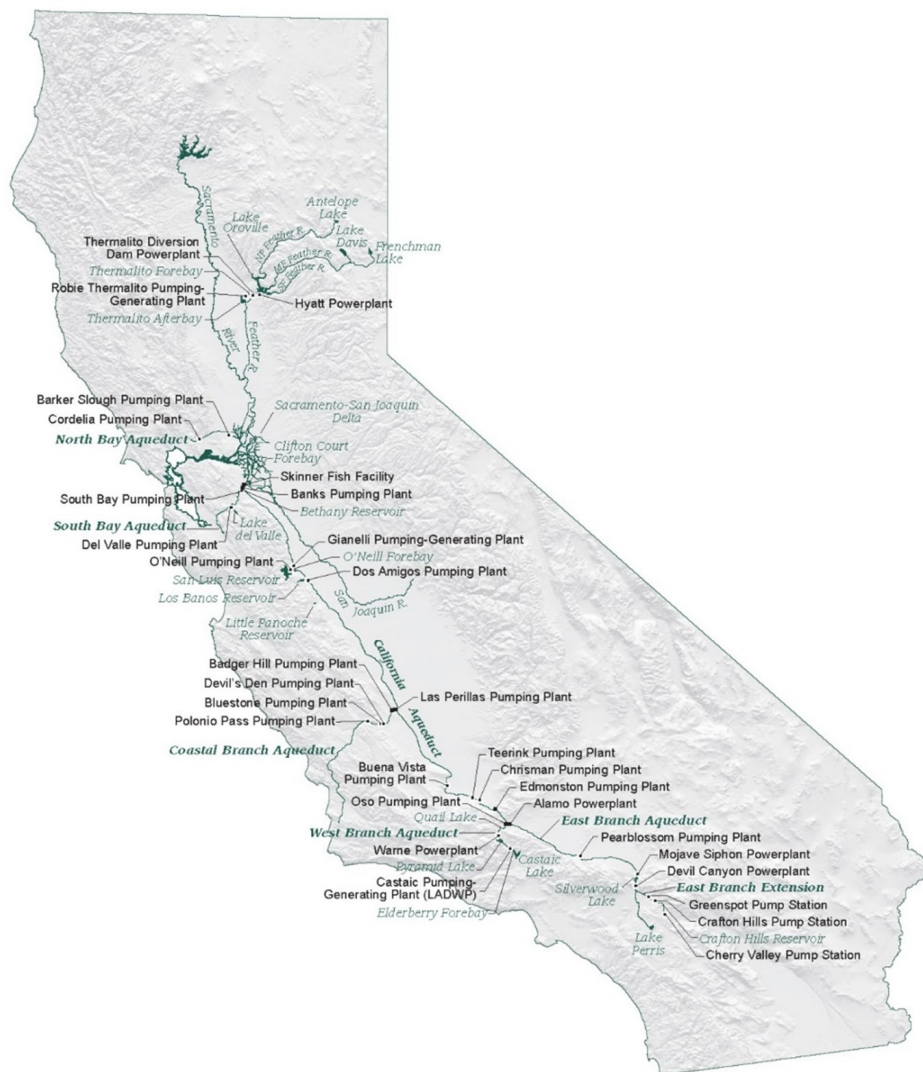 Antelope
Lake
Lake
Davis
Frenchman
Lake
Lake
Oroville
Sacramento
NF Feather R.
MF Feather R.
SF Feather R.
Thermalito Diversion
Dam Powerplant
Thermalito Forebay
Robie Thermalito Pumping-
Generating Plant
Hyatt Powerplant
Thermalito Afterbay
River
Feather R.
Barker Slough Pumping Plant
Cordelia Pumping Plant
North Bay Aqueduct
Sacramento-San Joaquin
Delta
Clifton Court
Forebay
Skinner Fish Facility
South Bay Pumping Plant
Banks Pumping Plant
Bethany Reservoir
South Bay Aqueduct
Lake
del Valle
Del Valle Pumping Plant
Gianelli Pumping-Generating Plant
O'Neill Pumping Plant
O'Neill Forebay
San Luis Reservoir
Dos Amigos Pumping Plant
Los Banos Reservoir
San
Joaquin R.
Little Panoche
Reservoir
California
Aqueduct
Badger Hill Pumping Plant
Devil's Den Pumping Plant
Bluestone Pumping Plant
Las Perillas Pumping Plant
Polonio Pass Pumping Plant
Coastal Branch Aqueduct
Teerink Pumping Plant
Buena Vista
Pumping Plant
Chrisman Pumping Plant
Edmonston Pumping Plant
Oso Pumping Plant
Alamo Powerplant
Quail Lake
East Branch Aqueduct
West Branch Aqueduct
Pearblossom Pumping Plant
Warne Powerplant
Pyramid Lake
Castaic
Lake
Mojave Siphon Powerplant
Devil Canyon Powerplant
Castaic Pumping-
Generating Plant (LADWP)
Silverwood
Lake
East Branch Extension
Greenspot Pump Station
Elderberry Forebay
Crafton Hills Pump Station
Lake
Perris
Crafton Hills Reservoir
Cherry Valley Pump Station